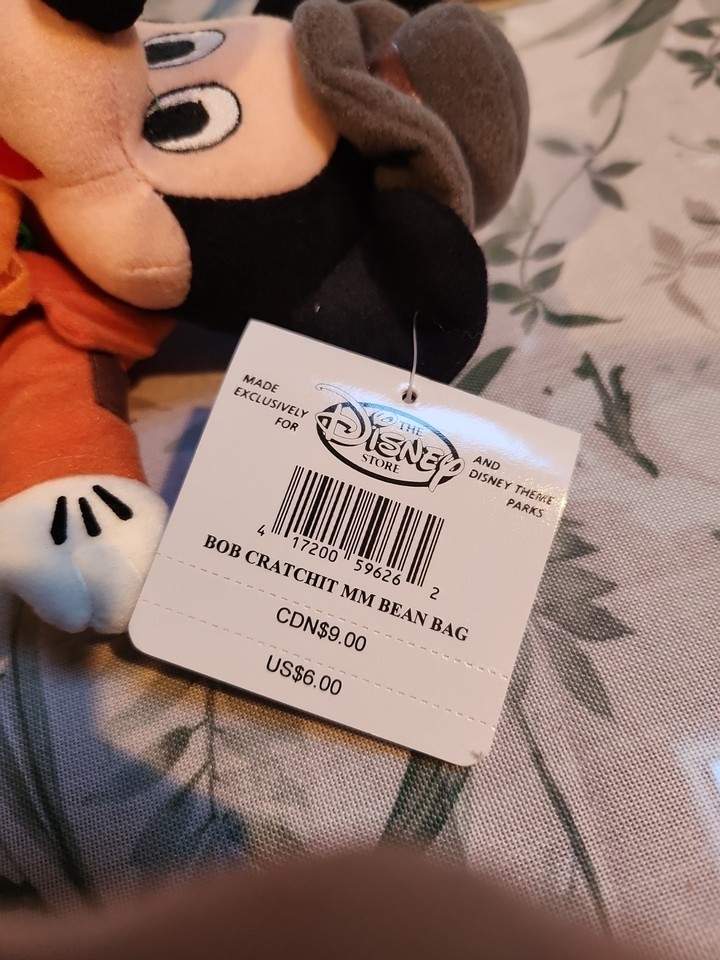 MADE
EXCLUSIVELY
FOR
THE
DISNEY
STORE
AND
DISNEY THEME
PARKS
4 17200 59626 2
BOB CRATCHIT MM BEAN BAG
CDN$9.00
US$6.00